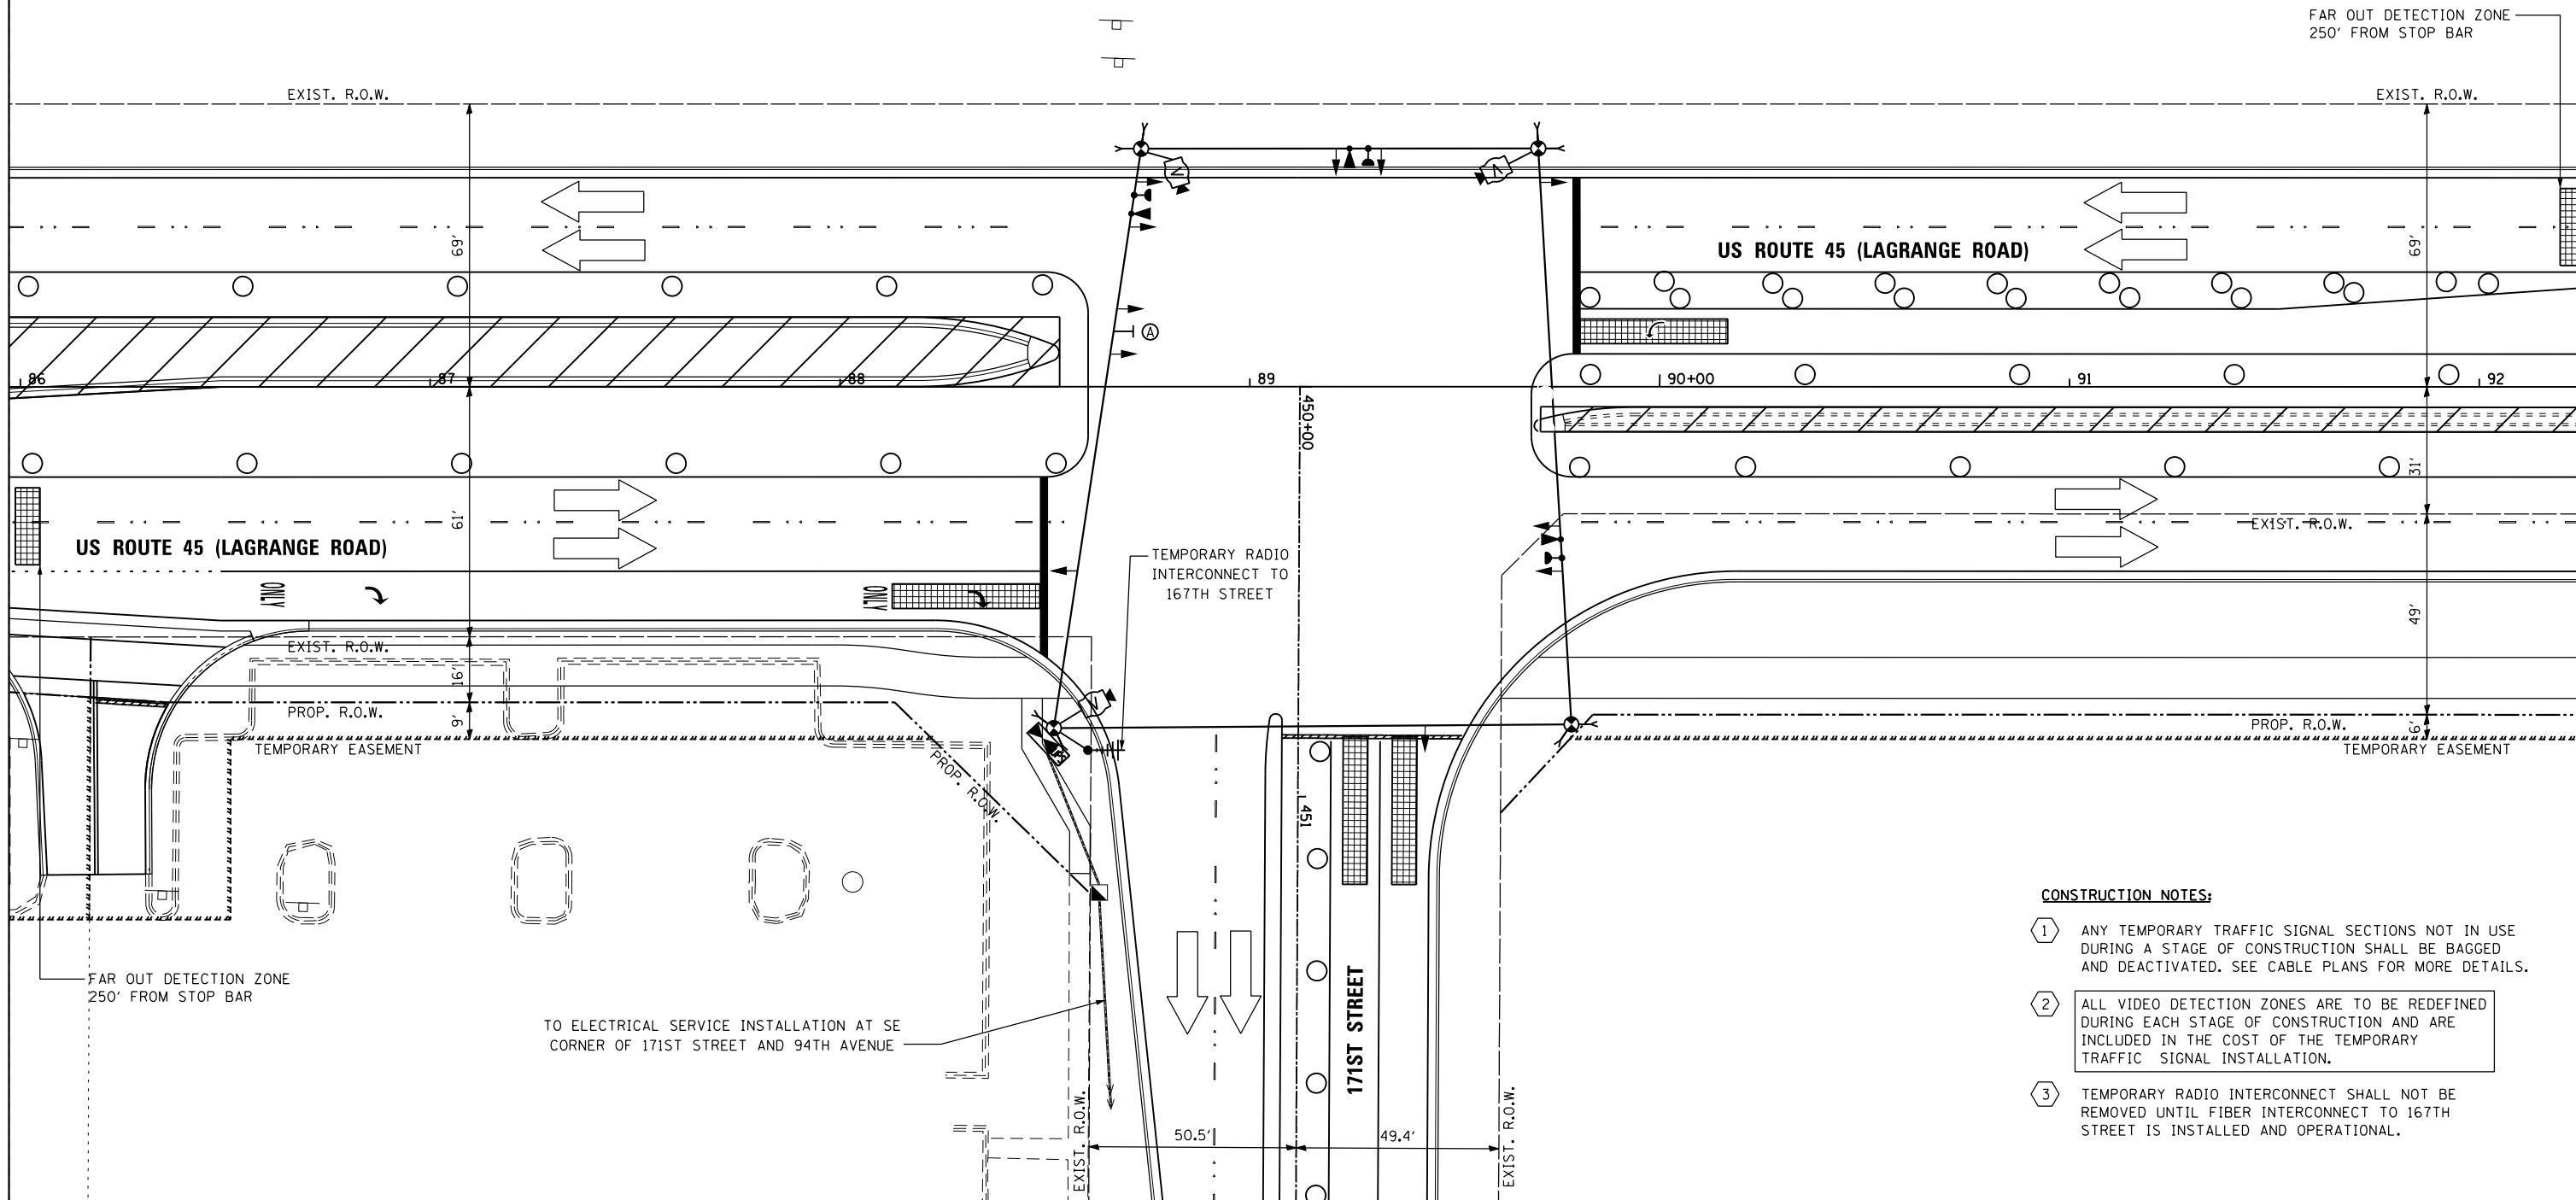 FAR OUT DETECTION ZONE
250' FROM STOP BAR
EXIST. R.O.W.
EXIST. R.O.W.
69'
69'
US ROUTE 45 (LAGRANGE ROAD)
A
86
87
88
89
90+00
91
92
450+00
31'
61'
EXIST. R.O.W.
US ROUTE 45 (LAGRANGE ROAD)
TEMPORARY RADIO
INTERCONNECT TO
167TH STREET
ONLY
ONLY
49'
EXIST. R.O.W.
16'
PROP. R.O.W.
9'
TEMPORARY EASEMENT
PROP. R.O.W.
PROP. R.O.W.
6'
TEMPORARY EASEMENT
451
FAR OUT DETECTION ZONE
250' FROM STOP BAR
TO ELECTRICAL SERVICE INSTALLATION AT SE
CORNER OF 171ST STREET AND 94TH AVENUE
171ST STREET
EXIST. R.O.W.
50.5'
49.4'
EXIST. R.O.W.
CONSTRUCTION NOTES:
1 ANY TEMPORARY TRAFFIC SIGNAL SECTIONS NOT IN USE
DURING A STAGE OF CONSTRUCTION SHALL BE BAGGED
AND DEACTIVATED. SEE CABLE PLANS FOR MORE DETAILS.
2 ALL VIDEO DETECTION ZONES ARE TO BE REDEFINED
DURING EACH STAGE OF CONSTRUCTION AND ARE
INCLUDED IN THE COST OF THE TEMPORARY
TRAFFIC SIGNAL INSTALLATION.
3 TEMPORARY RADIO INTERCONNECT SHALL NOT BE
REMOVED UNTIL FIBER INTERCONNECT TO 167TH
STREET IS INSTALLED AND OPERATIONAL.